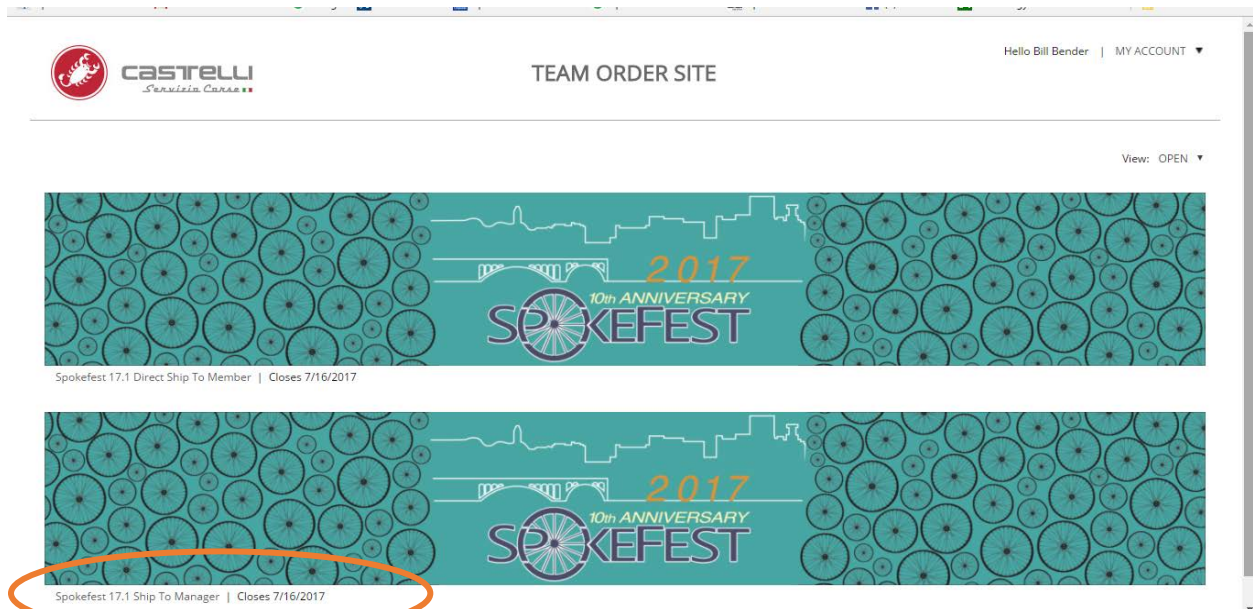 CASTELLI
Servizio Corse
TEAM ORDER SITE
Hello Bill Bender | MY ACCOUNT ▼
View: OPEN ▼
2017
10th ANNIVERSARY
SPOKEFEST
Spokefest 17.1 Direct Ship To Member | Closes 7/16/2017
2017
10th ANNIVERSARY
SPOKEFEST
Spokefest 17.1 Ship To Manager | Closes 7/16/2017